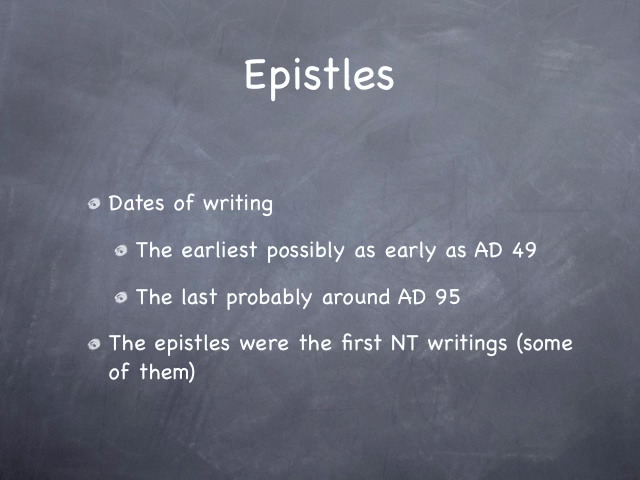 Epistles
Dates of writing
The earliest possibly as early as AD 49
The last probably around AD 95
The epistles were the first NT writings (some
of them)